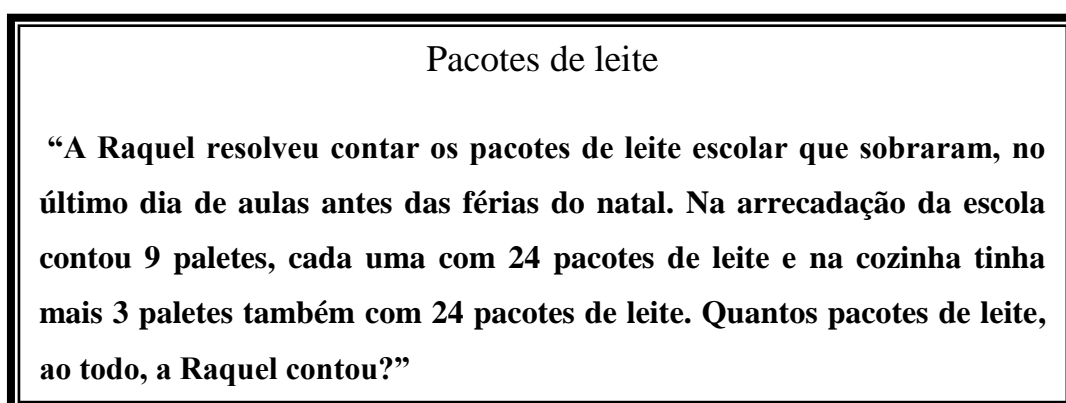 Pacotes de leite
“A Raquel resolveu contar os pacotes de leite escolar que sobraram, no
último dia de aulas antes das férias do natal. Na arrecadação da escola
contou 9 paletes, cada uma com 24 pacotes de leite e na cozinha tinha
mais 3 paletes também com 24 pacotes de leite. Quantos pacotes de leite,
ao todo, a Raquel contou?”